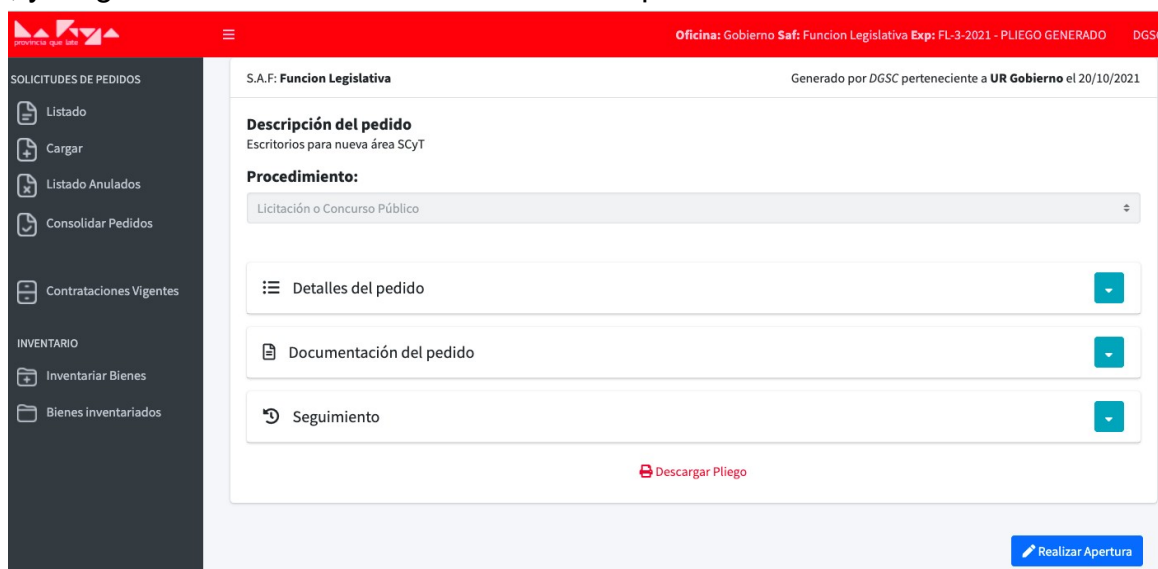 La Rioja
provincia que late
Oficina: Gobierno Saf: Funcion Legislativa Exp: FL-3-2021 - PLIEGO GENERADO
SOLICITUDES DE PEDIDOS
Listado
Cargar
Listado Anulados
Consolidar Pedidos
Contrataciones Vigentes
INVENTARIO
Inventariar Bienes
Bienes inventariados
S.A.F: Funcion Legislativa
Generado por DGSC perteneciente a UR Gobierno el 20/10/2021
Descripción del pedido
Escritorios para nueva área SCyT
Procedimiento:
Licitación o Concurso Público
Detalles del pedido
Documentación del pedido
Seguimiento
Descargar Pliego
Realizar Apertura